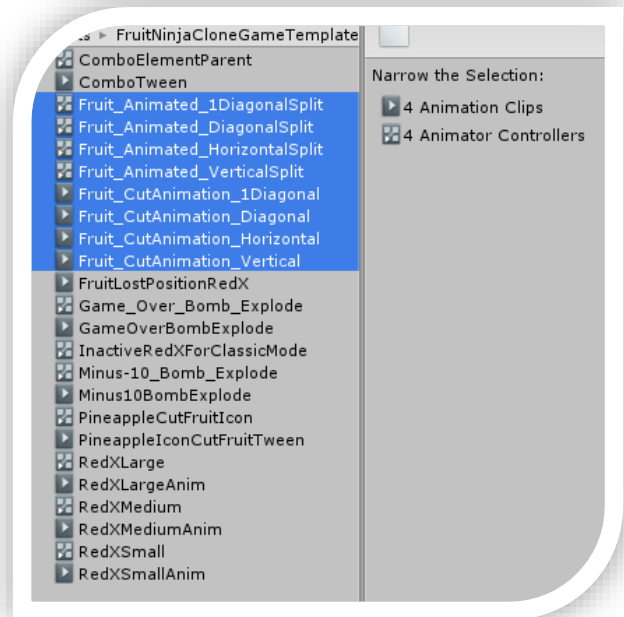 ts ▸ FruitNinjaCloneGameTemplate
ComboElementParent
ComboTween
Fruit_Animated_1DiagonalSplit
Fruit_Animated_DiagonalSplit
Fruit_Animated_HorizontalSplit
Fruit_Animated_VerticalSplit
Fruit_CutAnimation_1Diagonal
Fruit_CutAnimation_Diagonal
Fruit_CutAnimation_Horizontal
Fruit_CutAnimation_Vertical
FruitLostPositionRedX
Game_Over_Bomb_Explode
GameOverBombExplode
InactiveRedXForClassicMode
Minus-10_Bomb_Explode
Minus10BombExplode
PineappleCutFruitIcon
PineappleIconCutFruitTween
RedXLarge
RedXLargeAnim
RedXMedium
RedXMediumAnim
RedXSmall
RedXSmallAnim
Narrow the Selection:
4 Animation Clips
4 Animator Controllers